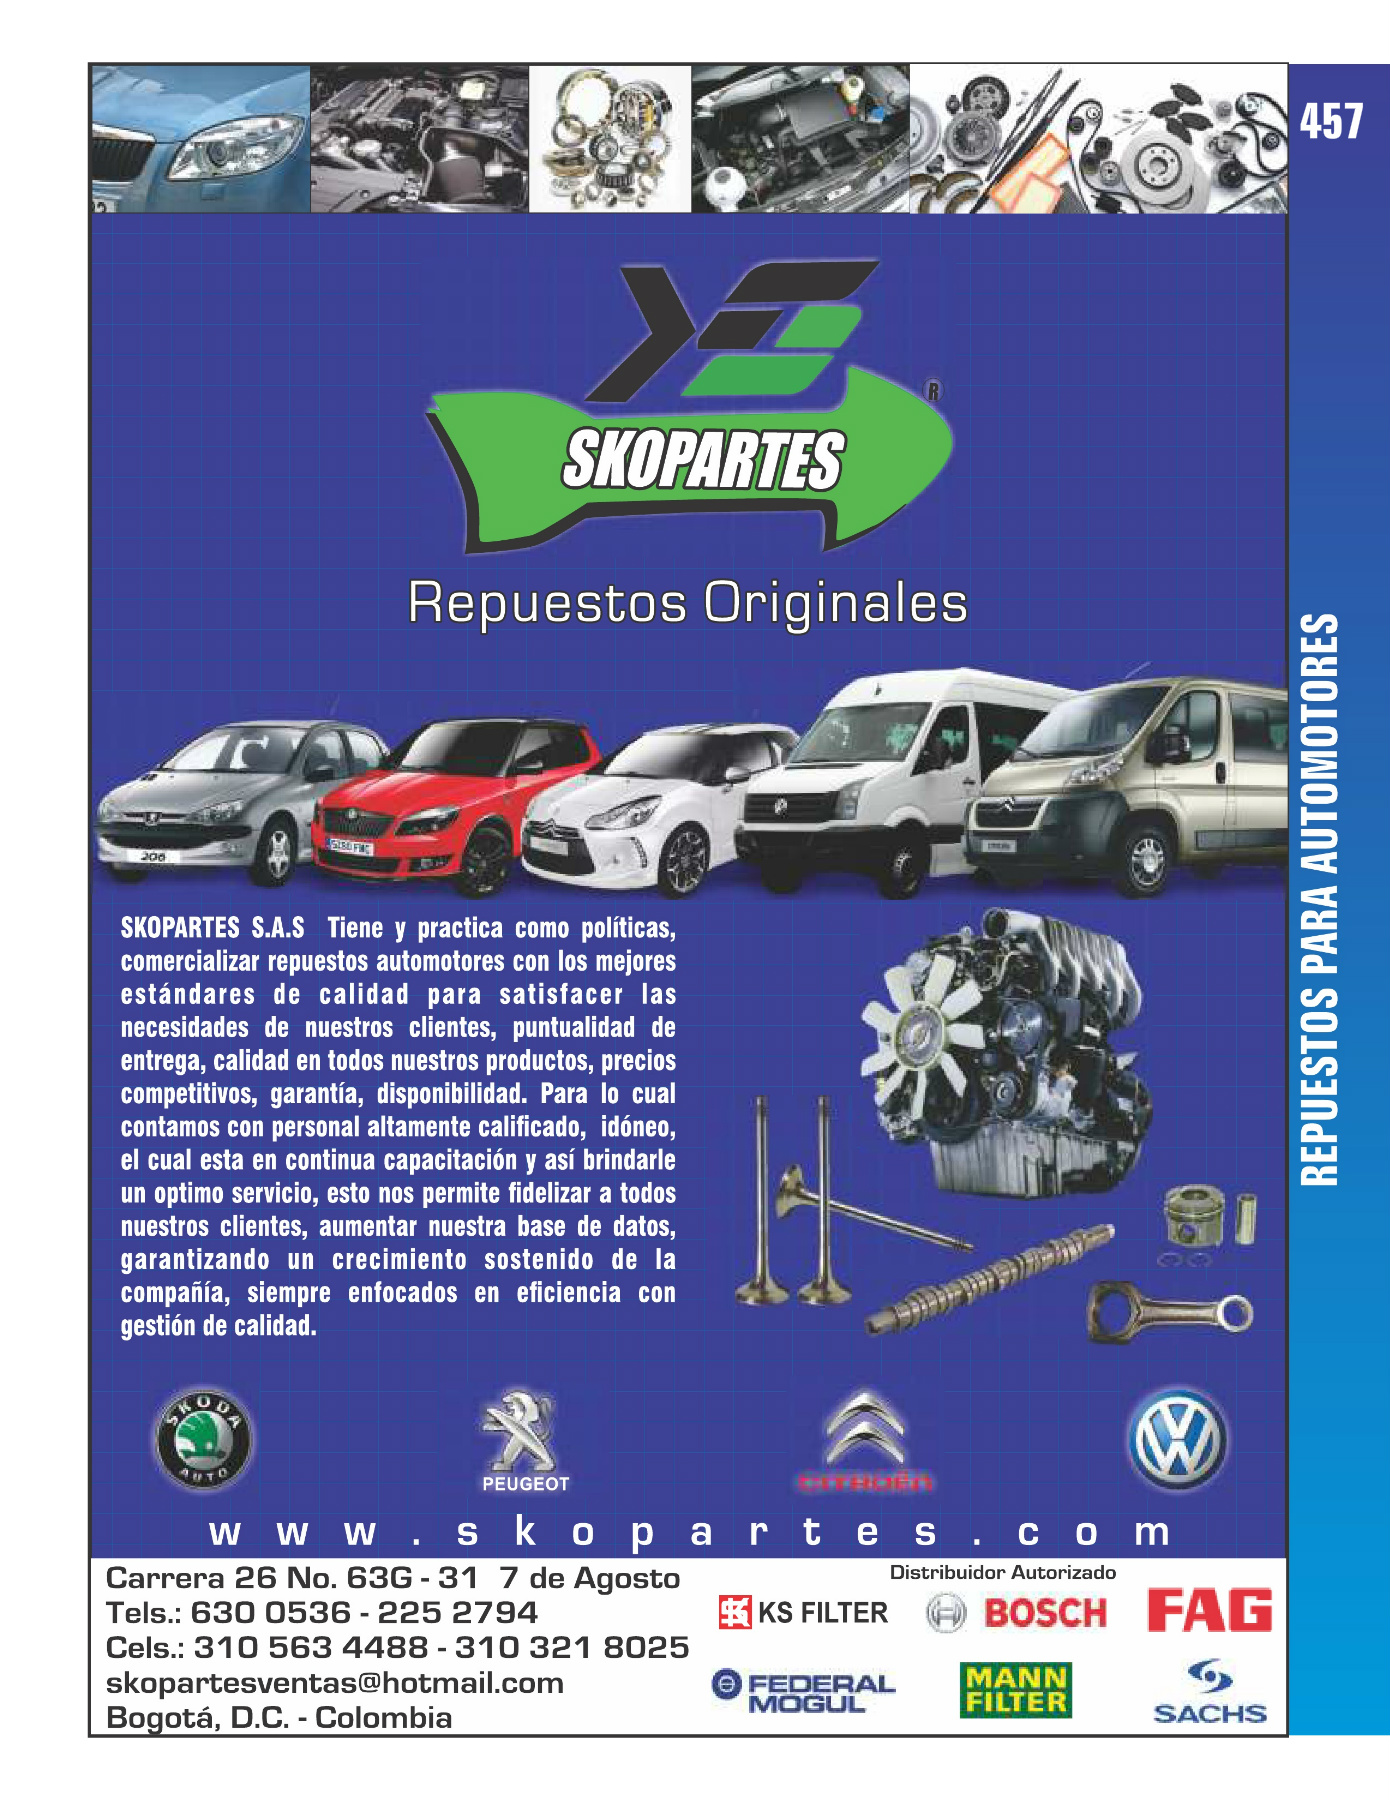 457
REPUESTOS PARA AUTOMOTORES
R
SKOPARTES
Repuestos Originales
206
SKOPARTES S.A.S Tiene y practica como políticas,
comercializar repuestos automotores con los mejores
estándares de calidad para satisfacer las
necesidades de nuestros clientes, puntualidad de
entrega, calidad en todos nuestros productos, precios
competitivos, garantía, disponibilidad. Para lo cual
contamos con personal altamente calificado, idóneo,
el cual esta en continua capacitación y así brindarle
un optimo servicio, esto nos permite fidelizar a todos
nuestros clientes, aumentar nuestra base de datos,
garantizando un crecimiento sostenido de la
compañía, siempre enfocados en eficiencia con
gestión de calidad.
SKODA
AUTO
PEUGEOT
CITROËN
VW
www.skopartes.com
Carrera 26 No. 63G - 31 7 de Agosto
Tels.: 630 0536 - 225 2794
Cels.: 310 563 4488 - 310 321 8025
skopartesventas@hotmail.com
Bogotá, D.C. - Colombia
Distribuidor Autorizado
KS FILTER
BOSCH
FAG
FEDERAL
MOGUL
MANN
FILTER
SACHS